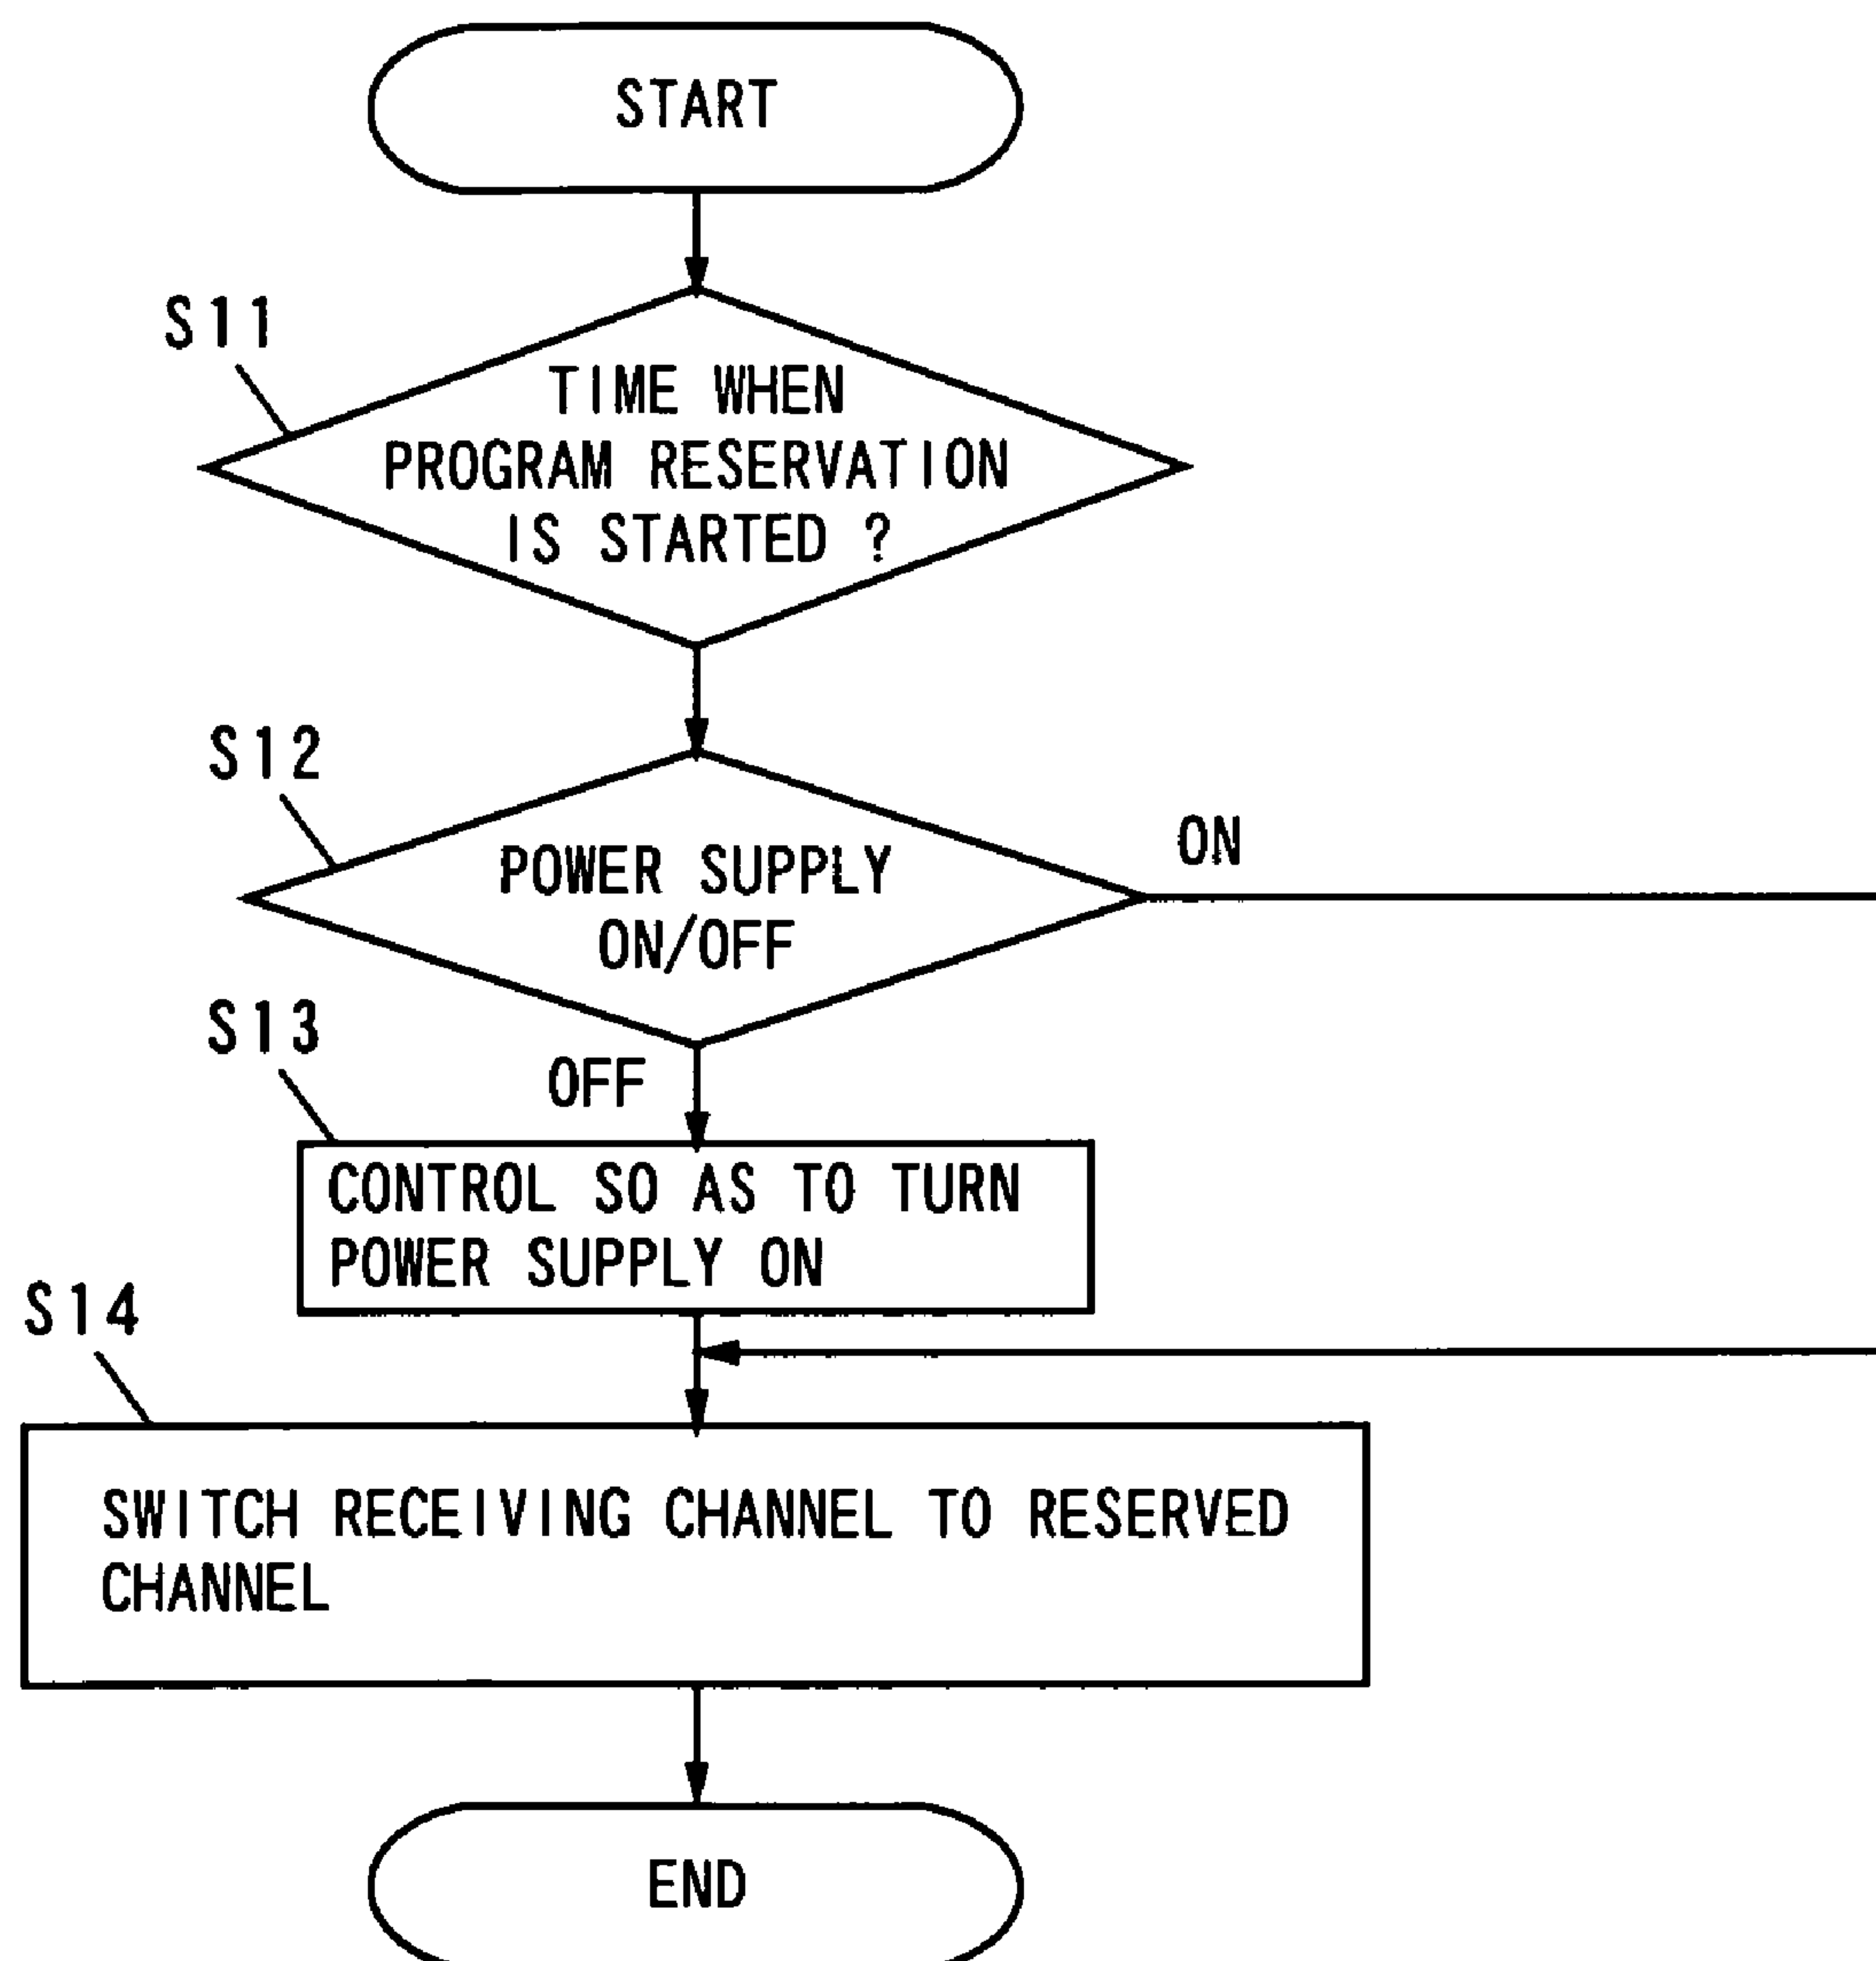 START
S11
TIME WHEN
PROGRAM RESERVATION
IS STARTED ?
S12
POWER SUPPLY
ON/OFF
ON
S13
OFF
CONTROL SO AS TO TURN
POWER SUPPLY ON
S14
SWITCH RECEIVING CHANNEL TO RESERVED
CHANNEL
END